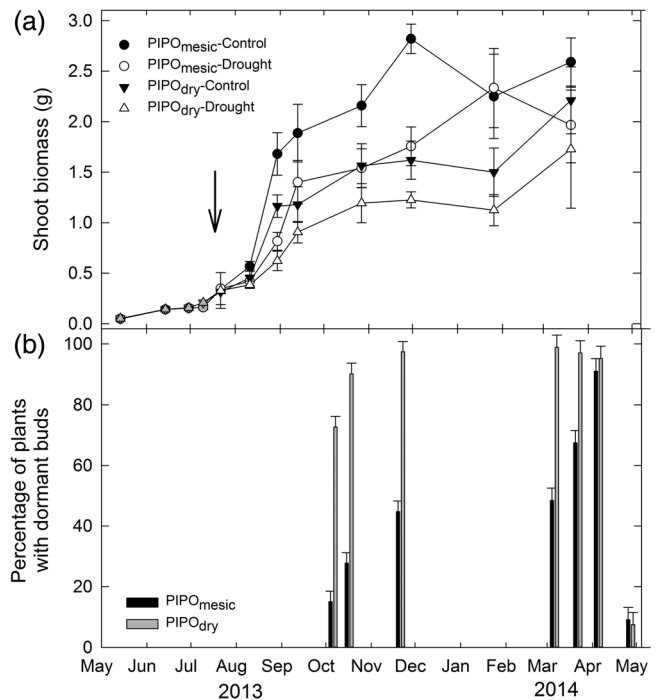 (a)
3.0
2.5
2.0
1.5
1.0
0.5
0.0
Shoot biomass (g)
PIPOmesic-Control
PIPOmesic-Drought
PIPOdry-Control
PIPOdry-Drought
(b)
100
80
60
40
20
0
Percentage of plants
with dormant buds
PIPOmesic
PIPOdry
May Jun Jul Aug Sep Oct Nov Dec Jan Feb Mar Apr May
2013 2014